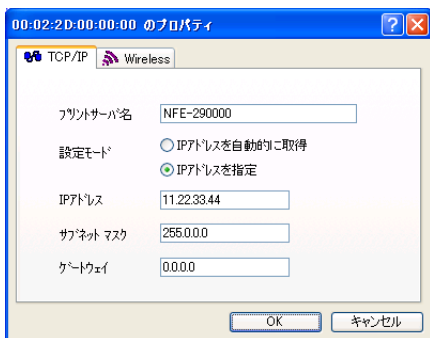 00:02:2D:00:00:00 のプロパティ
TCP/IP Wireless
プリントサーバ名 NFE-290000
設定モード IPアドレスを自動的に取得
IPアドレスを指定
IPアドレス 11.22.33.44
サブネット マスク 255.0.0.0
ゲートウェイ 0.0.0.0
OK キャンセル